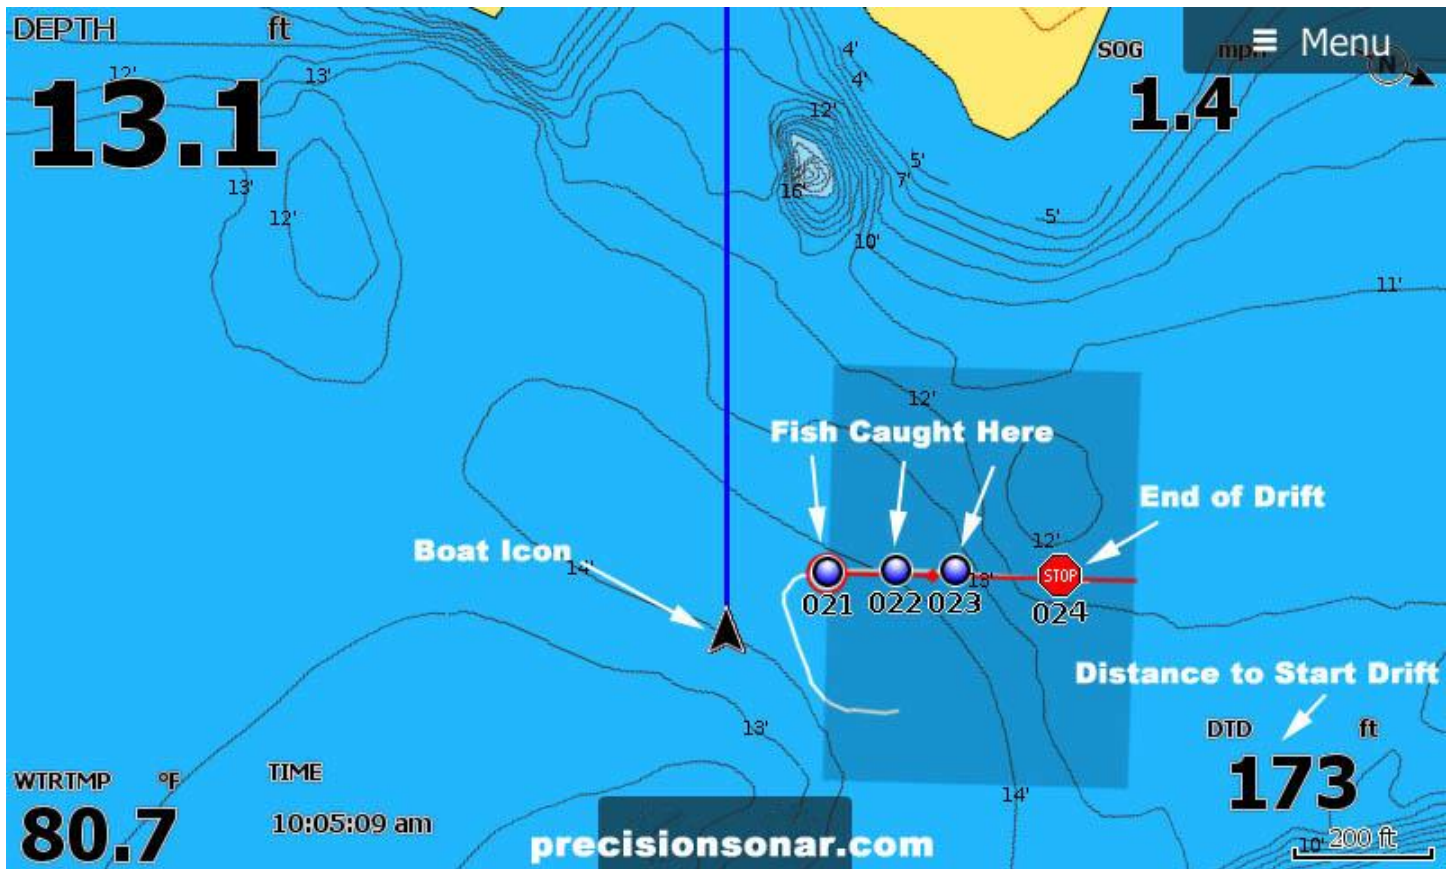 DEPTH ft
13.1
SOG mph
1.4
Menu
N
12'
13'
13'
12'
4'
4'
12'
5'
7'
16'
5'
10'
11'
12'
Fish Caught Here
End of Drift
Boat Icon
14'
12'
13'
STOP
021
022
023
024
Distance to Start Drift
13'
DTD ft
173
14'
WTRTMP °F
80.7
TIME
10:05:09 am
precisionsonar.com
10'
200 ft